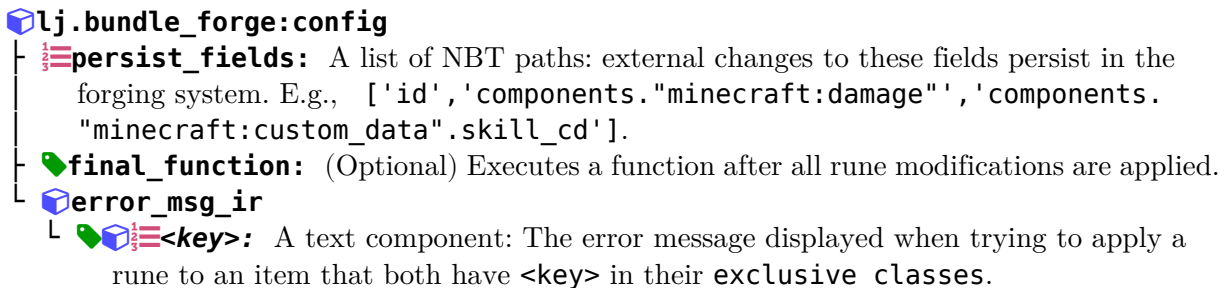 lj.bundle_forge:config
persist_fields: A list of NBT paths: external changes to these fields persist in the
forging system. E.g., ['id','components."minecraft:damage"','components.
"minecraft:custom_data".skill_cd'].
final_function: (Optional) Executes a function after all rune modifications are applied.
error_msg_ir
<key>: A text component: The error message displayed when trying to apply a
rune to an item that both have <key> in their exclusive classes.